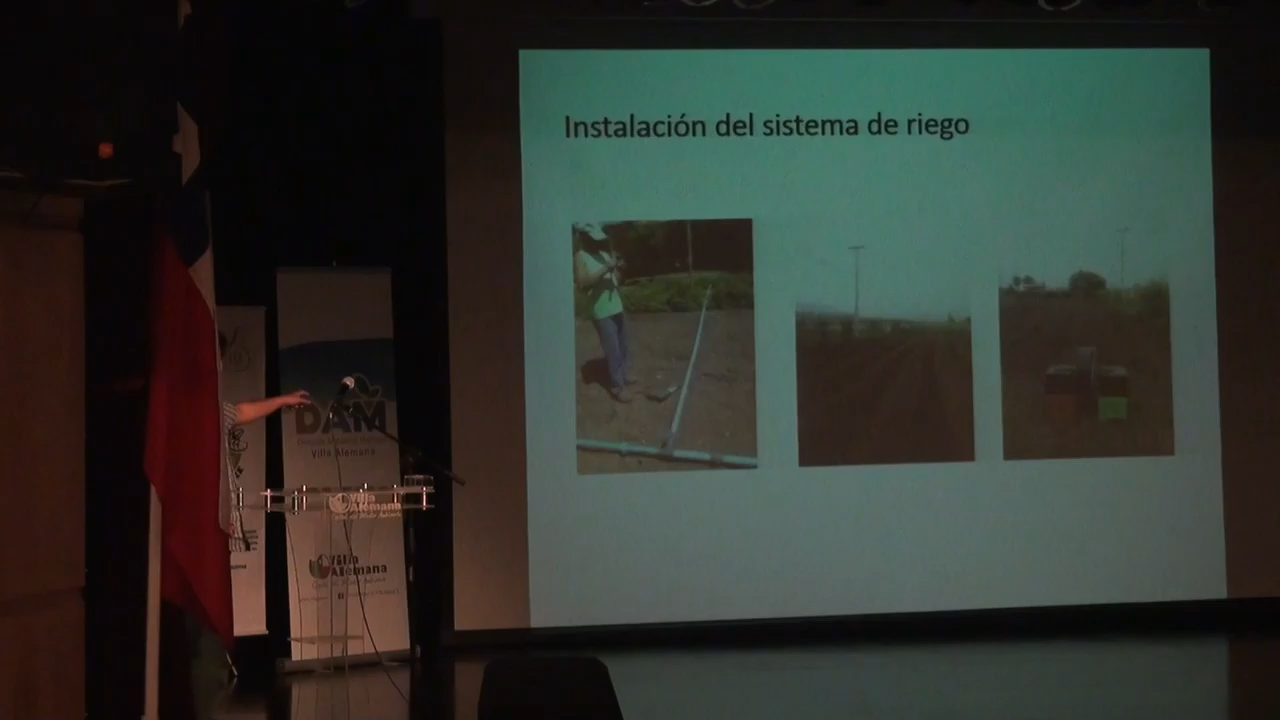 Instalación del sistema de riego
DAM
Villa Alemana
Villa
Alemana
Villa
Alemana